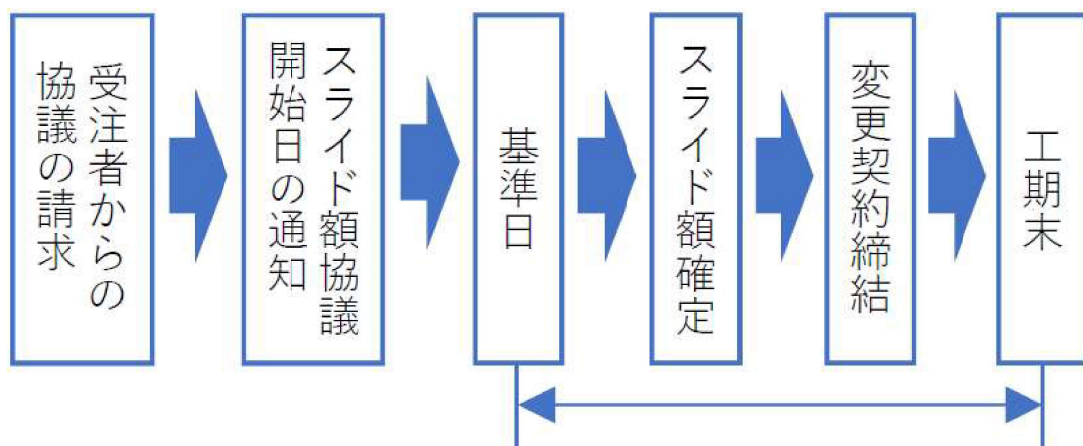 受注者からの
協議の請求
スライド額協議
開始日の通知
基準日
スライド額確定
変更契約締結
工期末